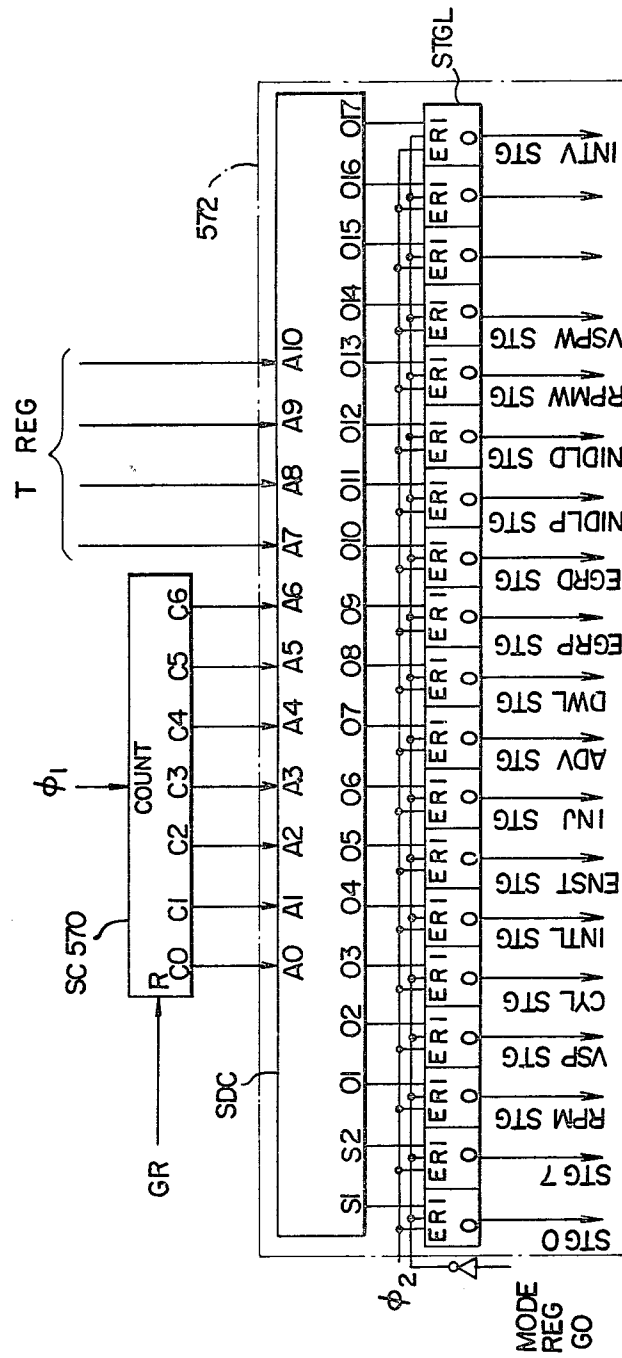 T REG
φ1
SC 570
R
COUNT
C0 C1 C2 C3 C4 C5 C6
GR
572
SDC
A0 A1 A2 A3 A4 A5 A6 A7 A8 A9 A10
S1 S2 O1 O2 O3 O4 O5 O6 O7 O8 O9 O10 O11 O12 O13 O14 O15 O16 O17
STGL
φ2
E R I E R I E R I E R I E R I E R I E R I E R I E R I E R I E R I E R I E R I E R I E R I E R I E R I E R I E R I
O O O O O O O O O O O O O O O O O O O
MODE
REG
GO
STG 0
STG 7
RPM STG
VSP STG
CYL STG
INTL STG
ENST STG
INJ STG
ADV STG
DWL STG
EGRP STG
EGRD STG
NIDLP STG
NIDLD STG
RPMW STG
VSPW STG
INTV STG